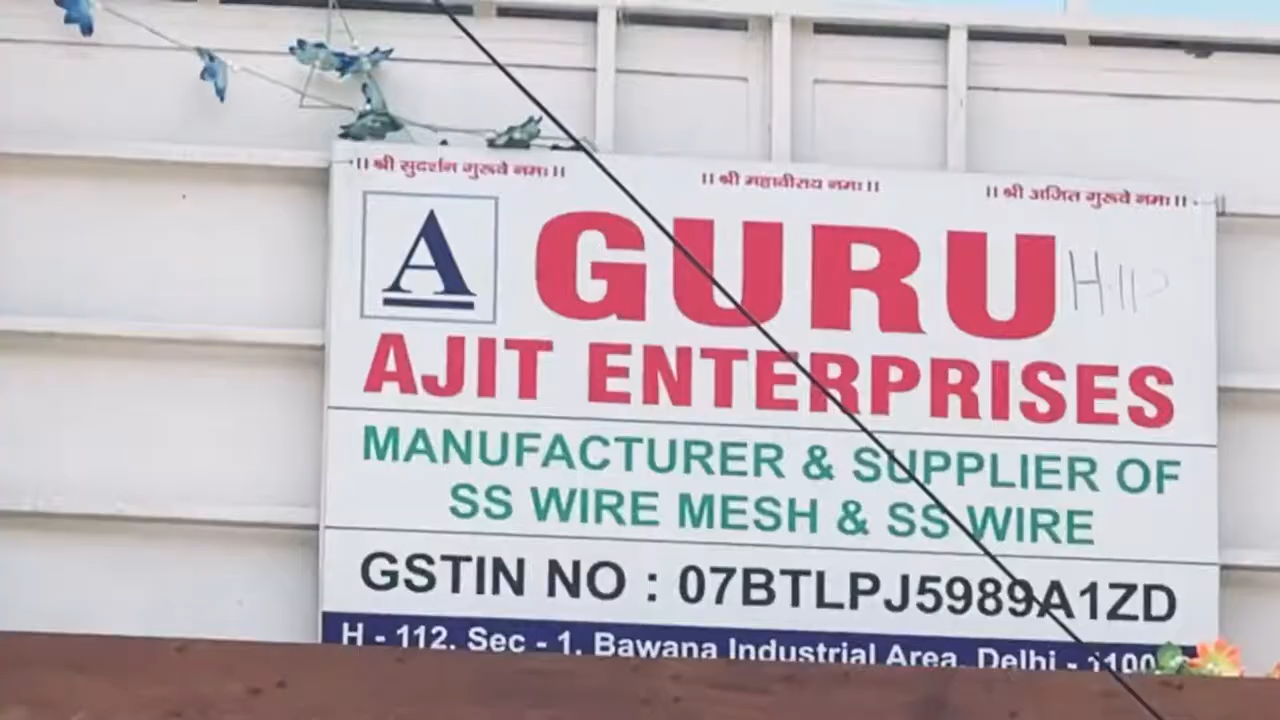 ।। श्री सुदर्शन गुरूवे नमः ।। ।। श्री महावीराय नमः ।। ।। श्री अजित गुरूवे नमः ।।
A GURU
AJIT ENTERPRISES
MANUFACTURER & SUPPLIER OF
SS WIRE MESH & SS WIRE
GSTIN NO : 07BTLPJ5989A1ZD
H - 112, Sec - 1, Bawana Industrial Area, Delhi - 1100